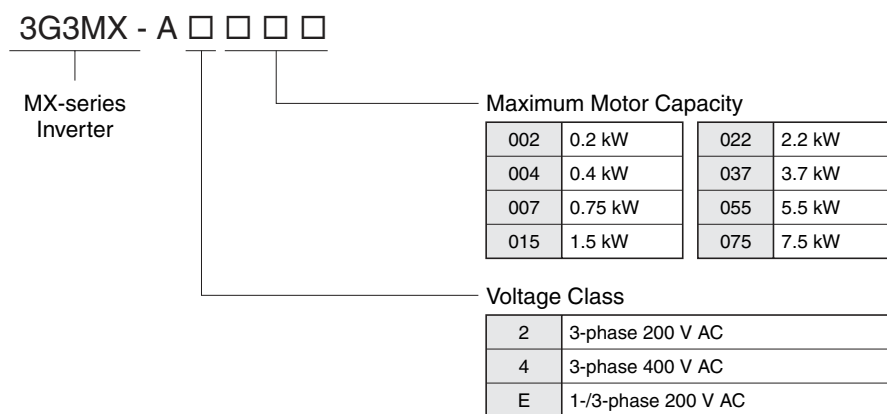 3G3MX - A □ □ □ □
MX-series
Inverter
Maximum Motor Capacity
002 0.2 kW 022 2.2 kW
004 0.4 kW 037 3.7 kW
007 0.75 kW 055 5.5 kW
015 1.5 kW 075 7.5 kW
Voltage Class
2 3-phase 200 V AC
4 3-phase 400 V AC
E 1-/3-phase 200 V AC